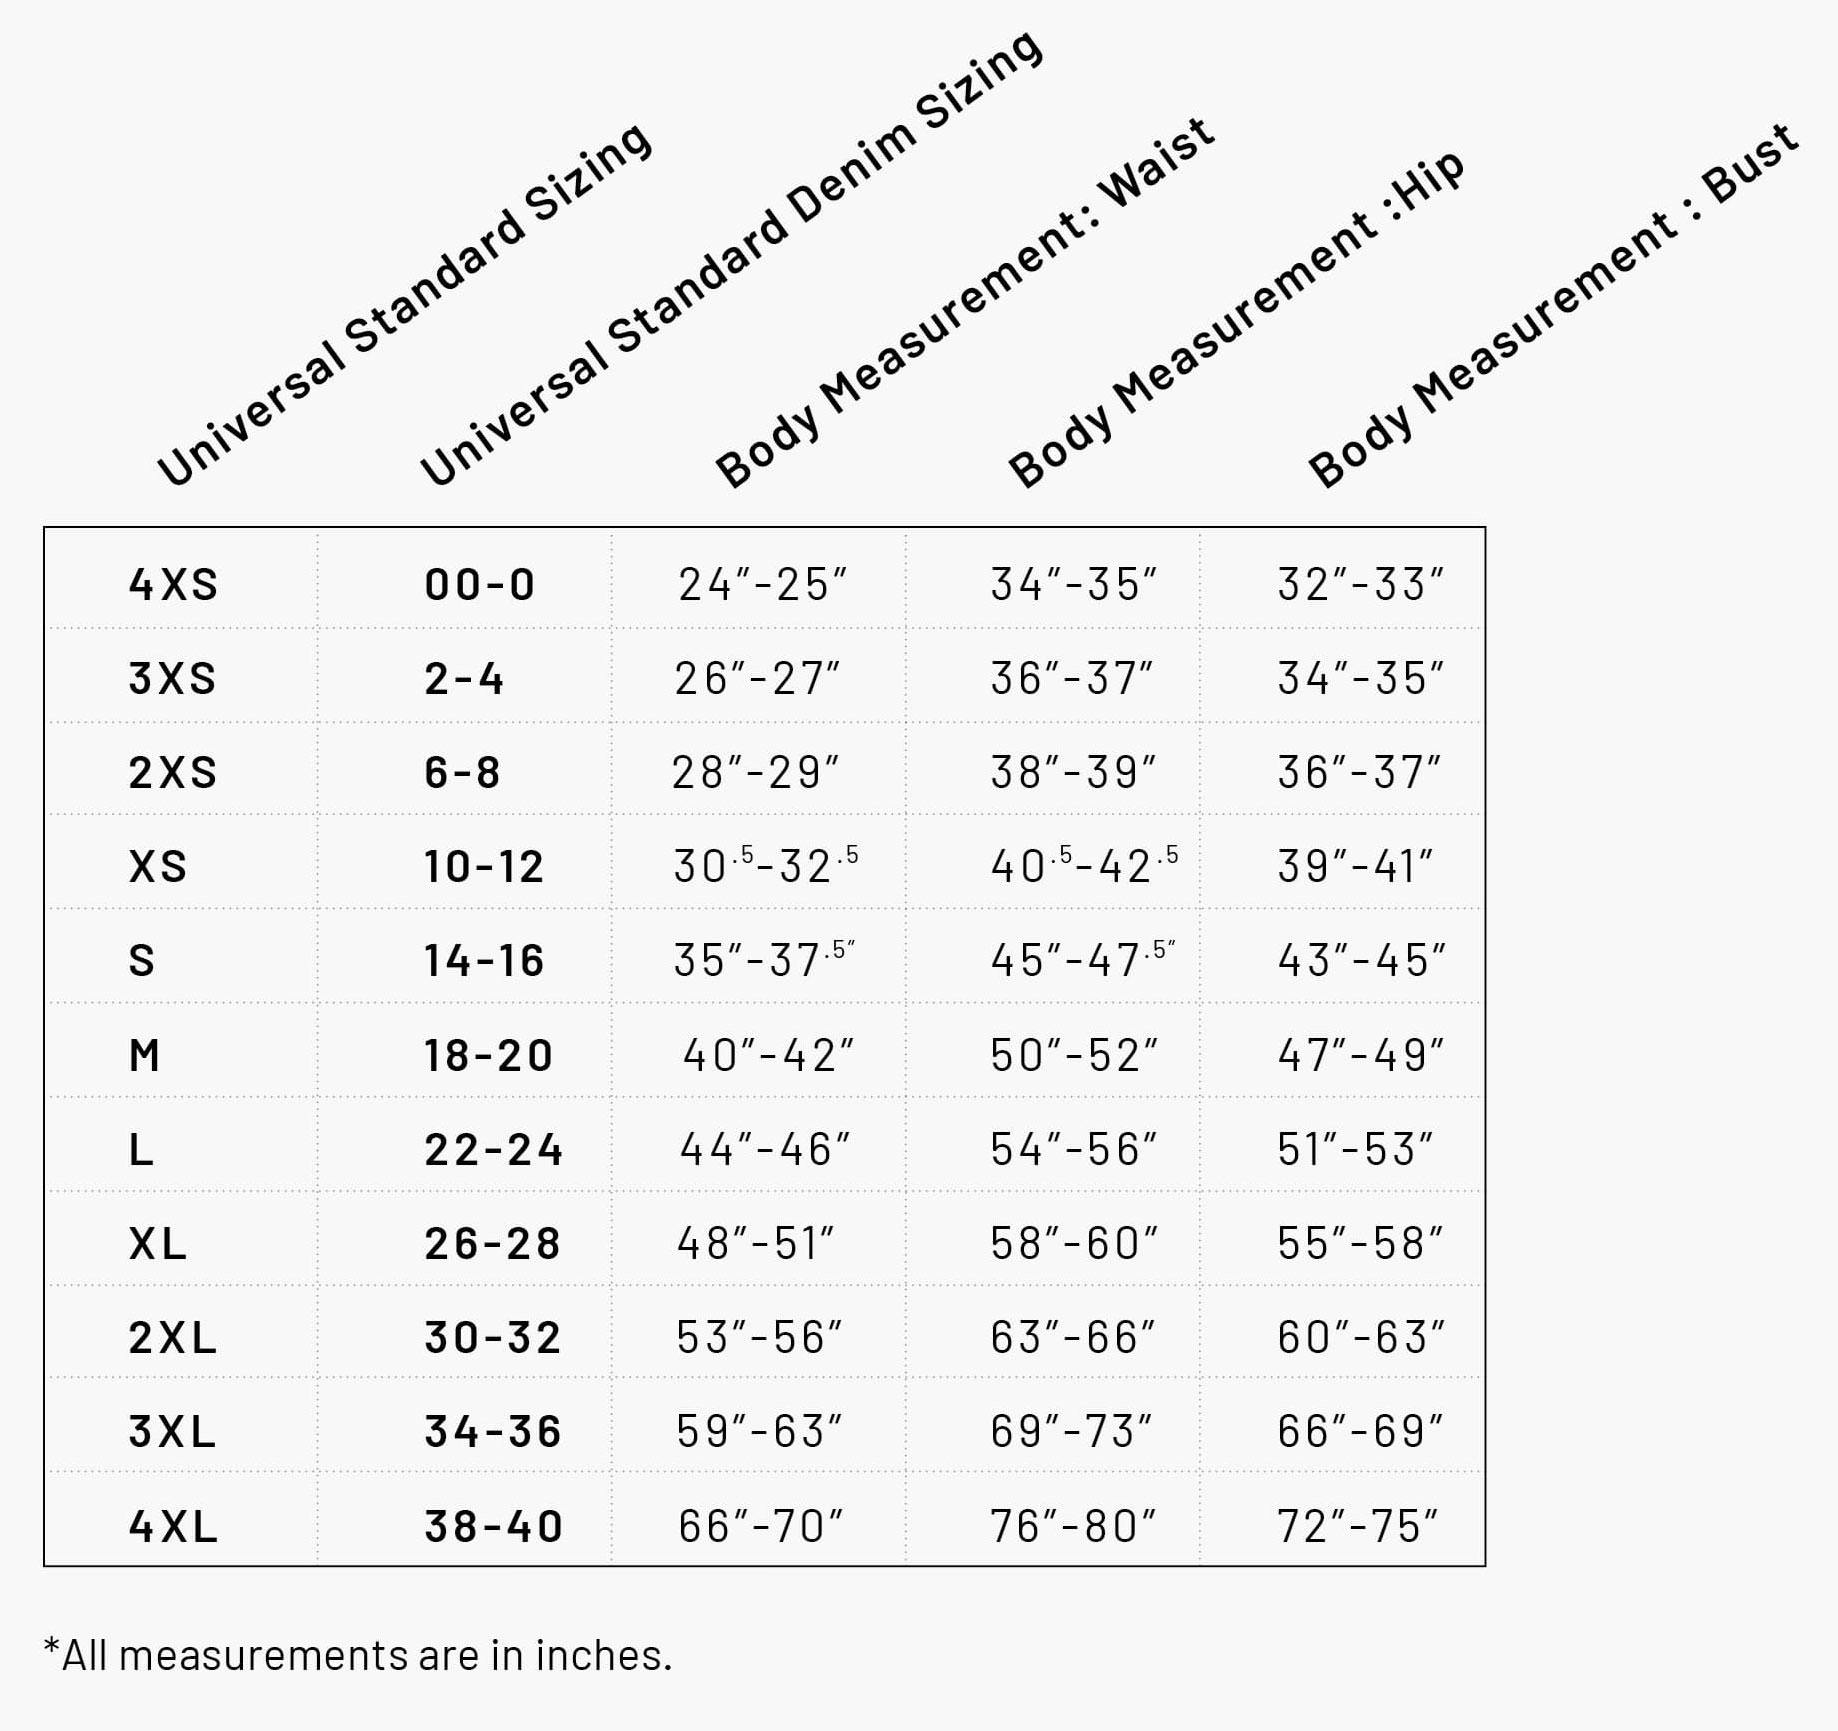 Universal Standard Sizing
Universal Standard Denim Sizing
Body Measurement: Waist
Body Measurement :Hip
Body Measurement : Bust
4XS 00-0 24″-25″ 34″-35″ 32″-33″
3XS 2-4 26″-27″ 36″-37″ 34″-35″
2XS 6-8 28″-29″ 38″-39″ 36″-37″
XS 10-12 30.5-32.5 40.5-42.5 39″-41″
S 14-16 35″-37.5″ 45″-47.5″ 43″-45″
M 18-20 40″-42″ 50″-52″ 47″-49″
L 22-24 44″-46″ 54″-56″ 51″-53″
XL 26-28 48″-51″ 58″-60″ 55″-58″
2XL 30-32 53″-56″ 63″-66″ 60″-63″
3XL 34-36 59″-63″ 69″-73″ 66″-69″
4XL 38-40 66″-70″ 76″-80″ 72″-75″
*All measurements are in inches.